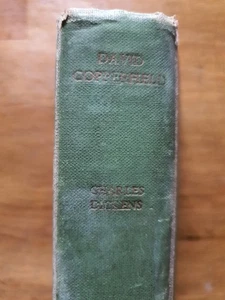 DAVID
COPPERFIELD
CHARLES
DICKENS